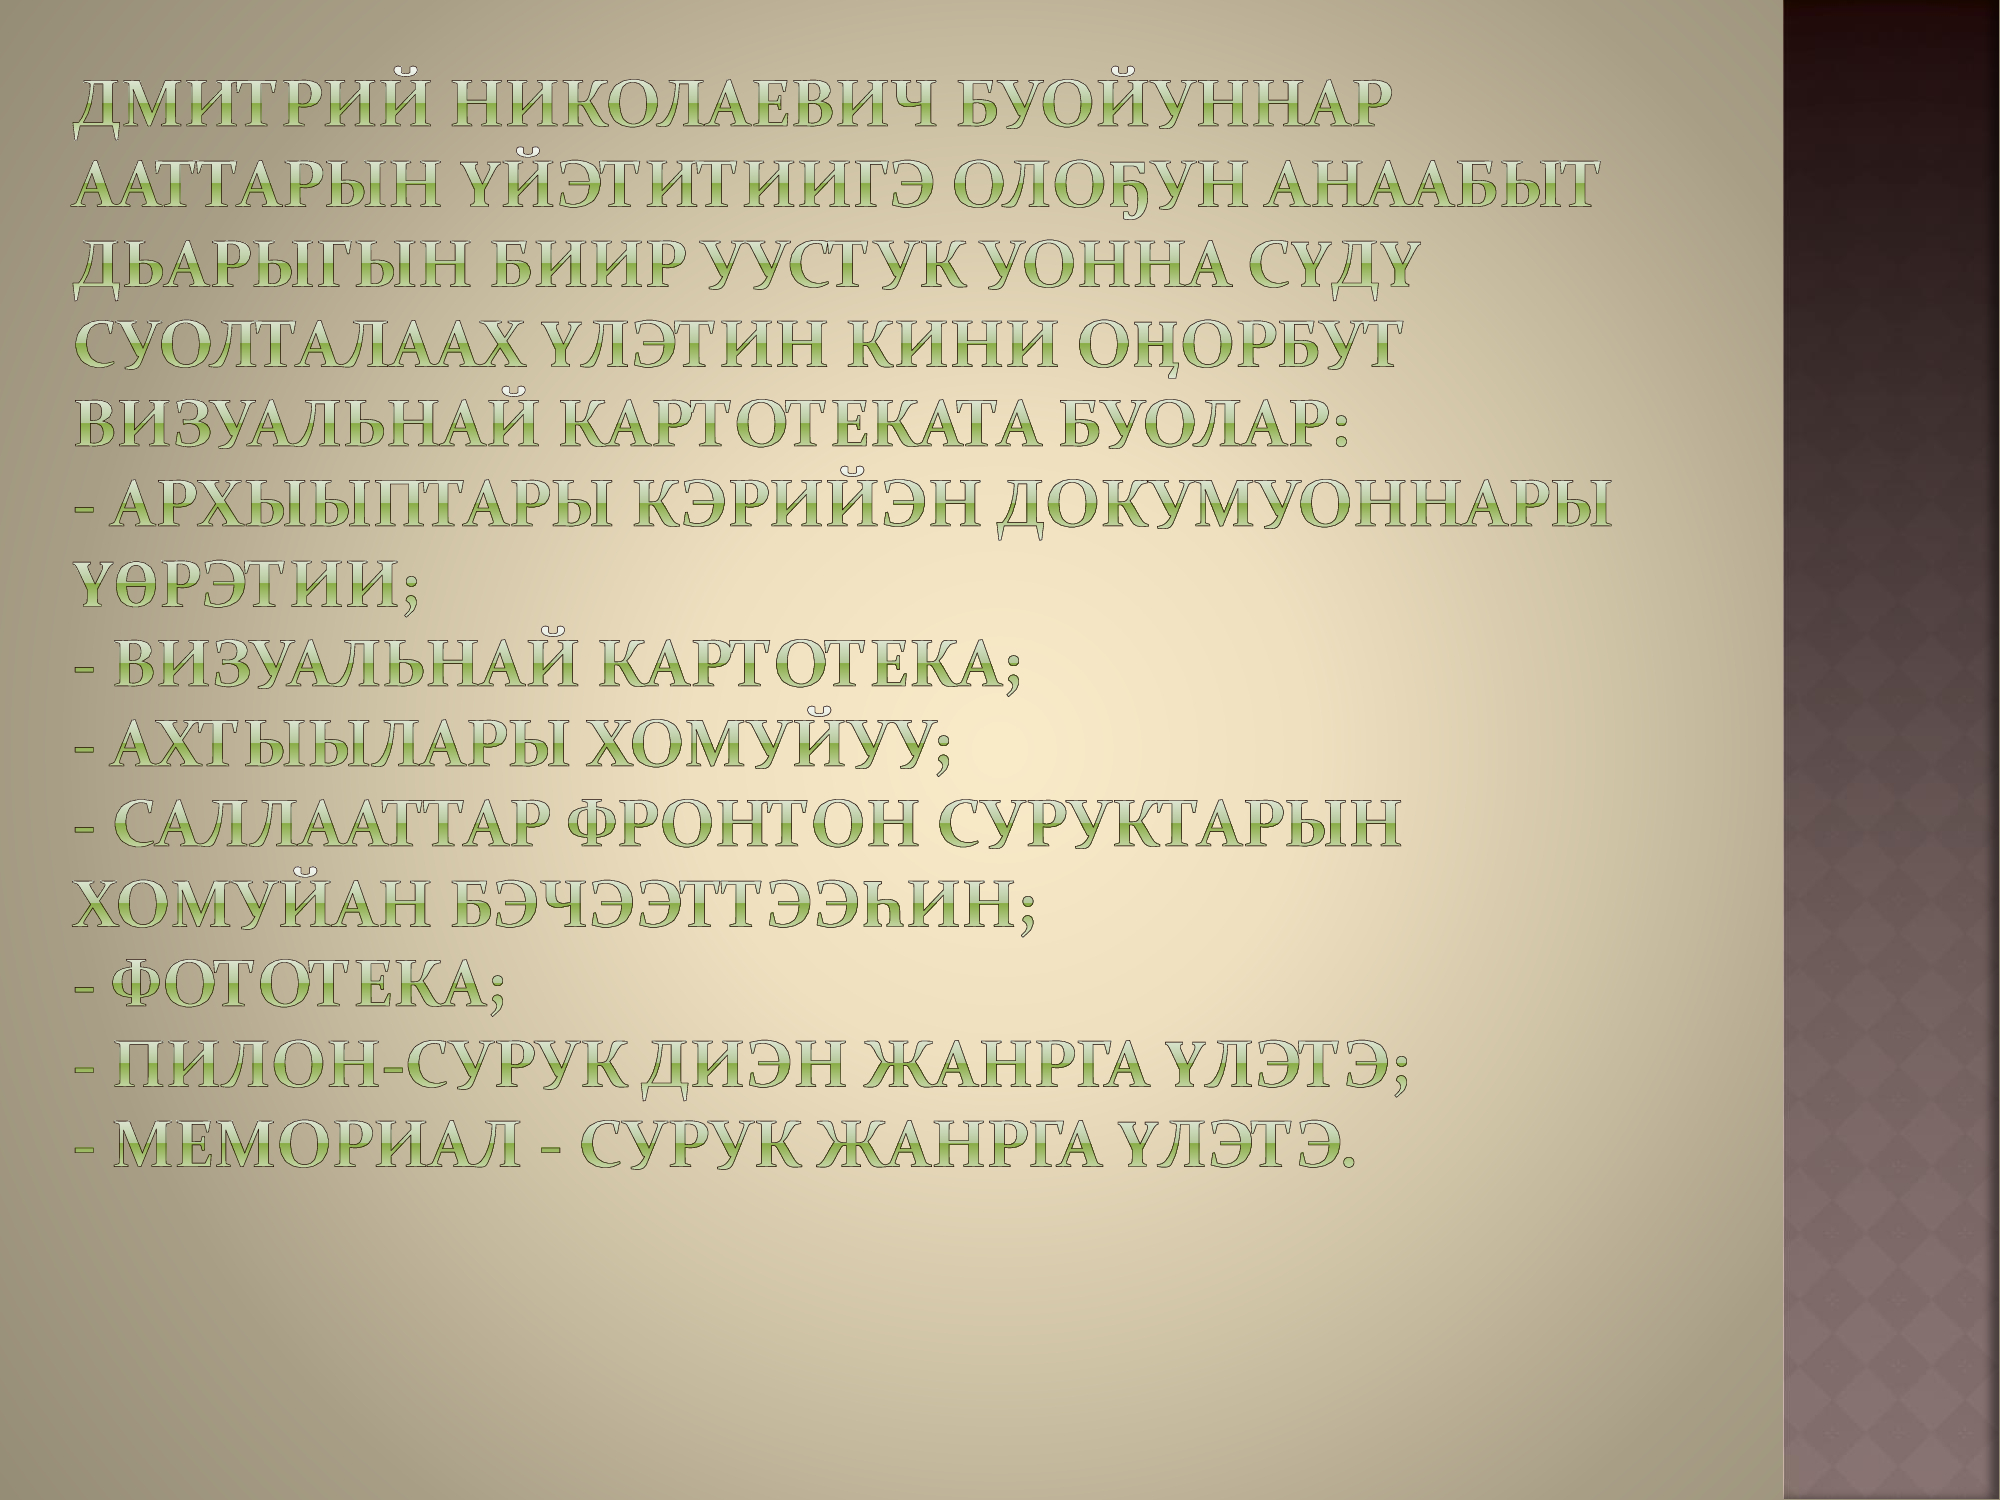 ДМИТРИЙ НИКОЛАЕВИЧ БУОЙУННАР
ААТТАРЫН ҮЙЭТИТИИГЭ ОЛОҔУН АНААБЫТ
ДЬАРЫГЫН БИИР УУСТУК УОННА СҮДҮ
СУОЛТАЛААХ ҮЛЭТИН КИНИ ОҢОРБУТ
ВИЗУАЛЬНАЙ КАРТОТЕКАТА БУОЛАР:
- АРХЫЫПТАРЫ КЭРИЙЭН ДОКУМУОННАРЫ
ҮӨРЭТИИ;
- ВИЗУАЛЬНАЙ КАРТОТЕКА;
- АХТЫЫЛАРЫ ХОМУЙУУ;
- САЛЛААТТАР ФРОНТОН СУРУКТАРЫН
ХОМУЙАН БЭЧЭЭТТЭЭҺИН;
- ФОТОТЕКА;
- ПИЛОН-СУРУК ДИЭН ЖАНРГА ҮЛЭТЭ;
- МЕМОРИАЛ - СУРУК ЖАНРГА ҮЛЭТЭ.